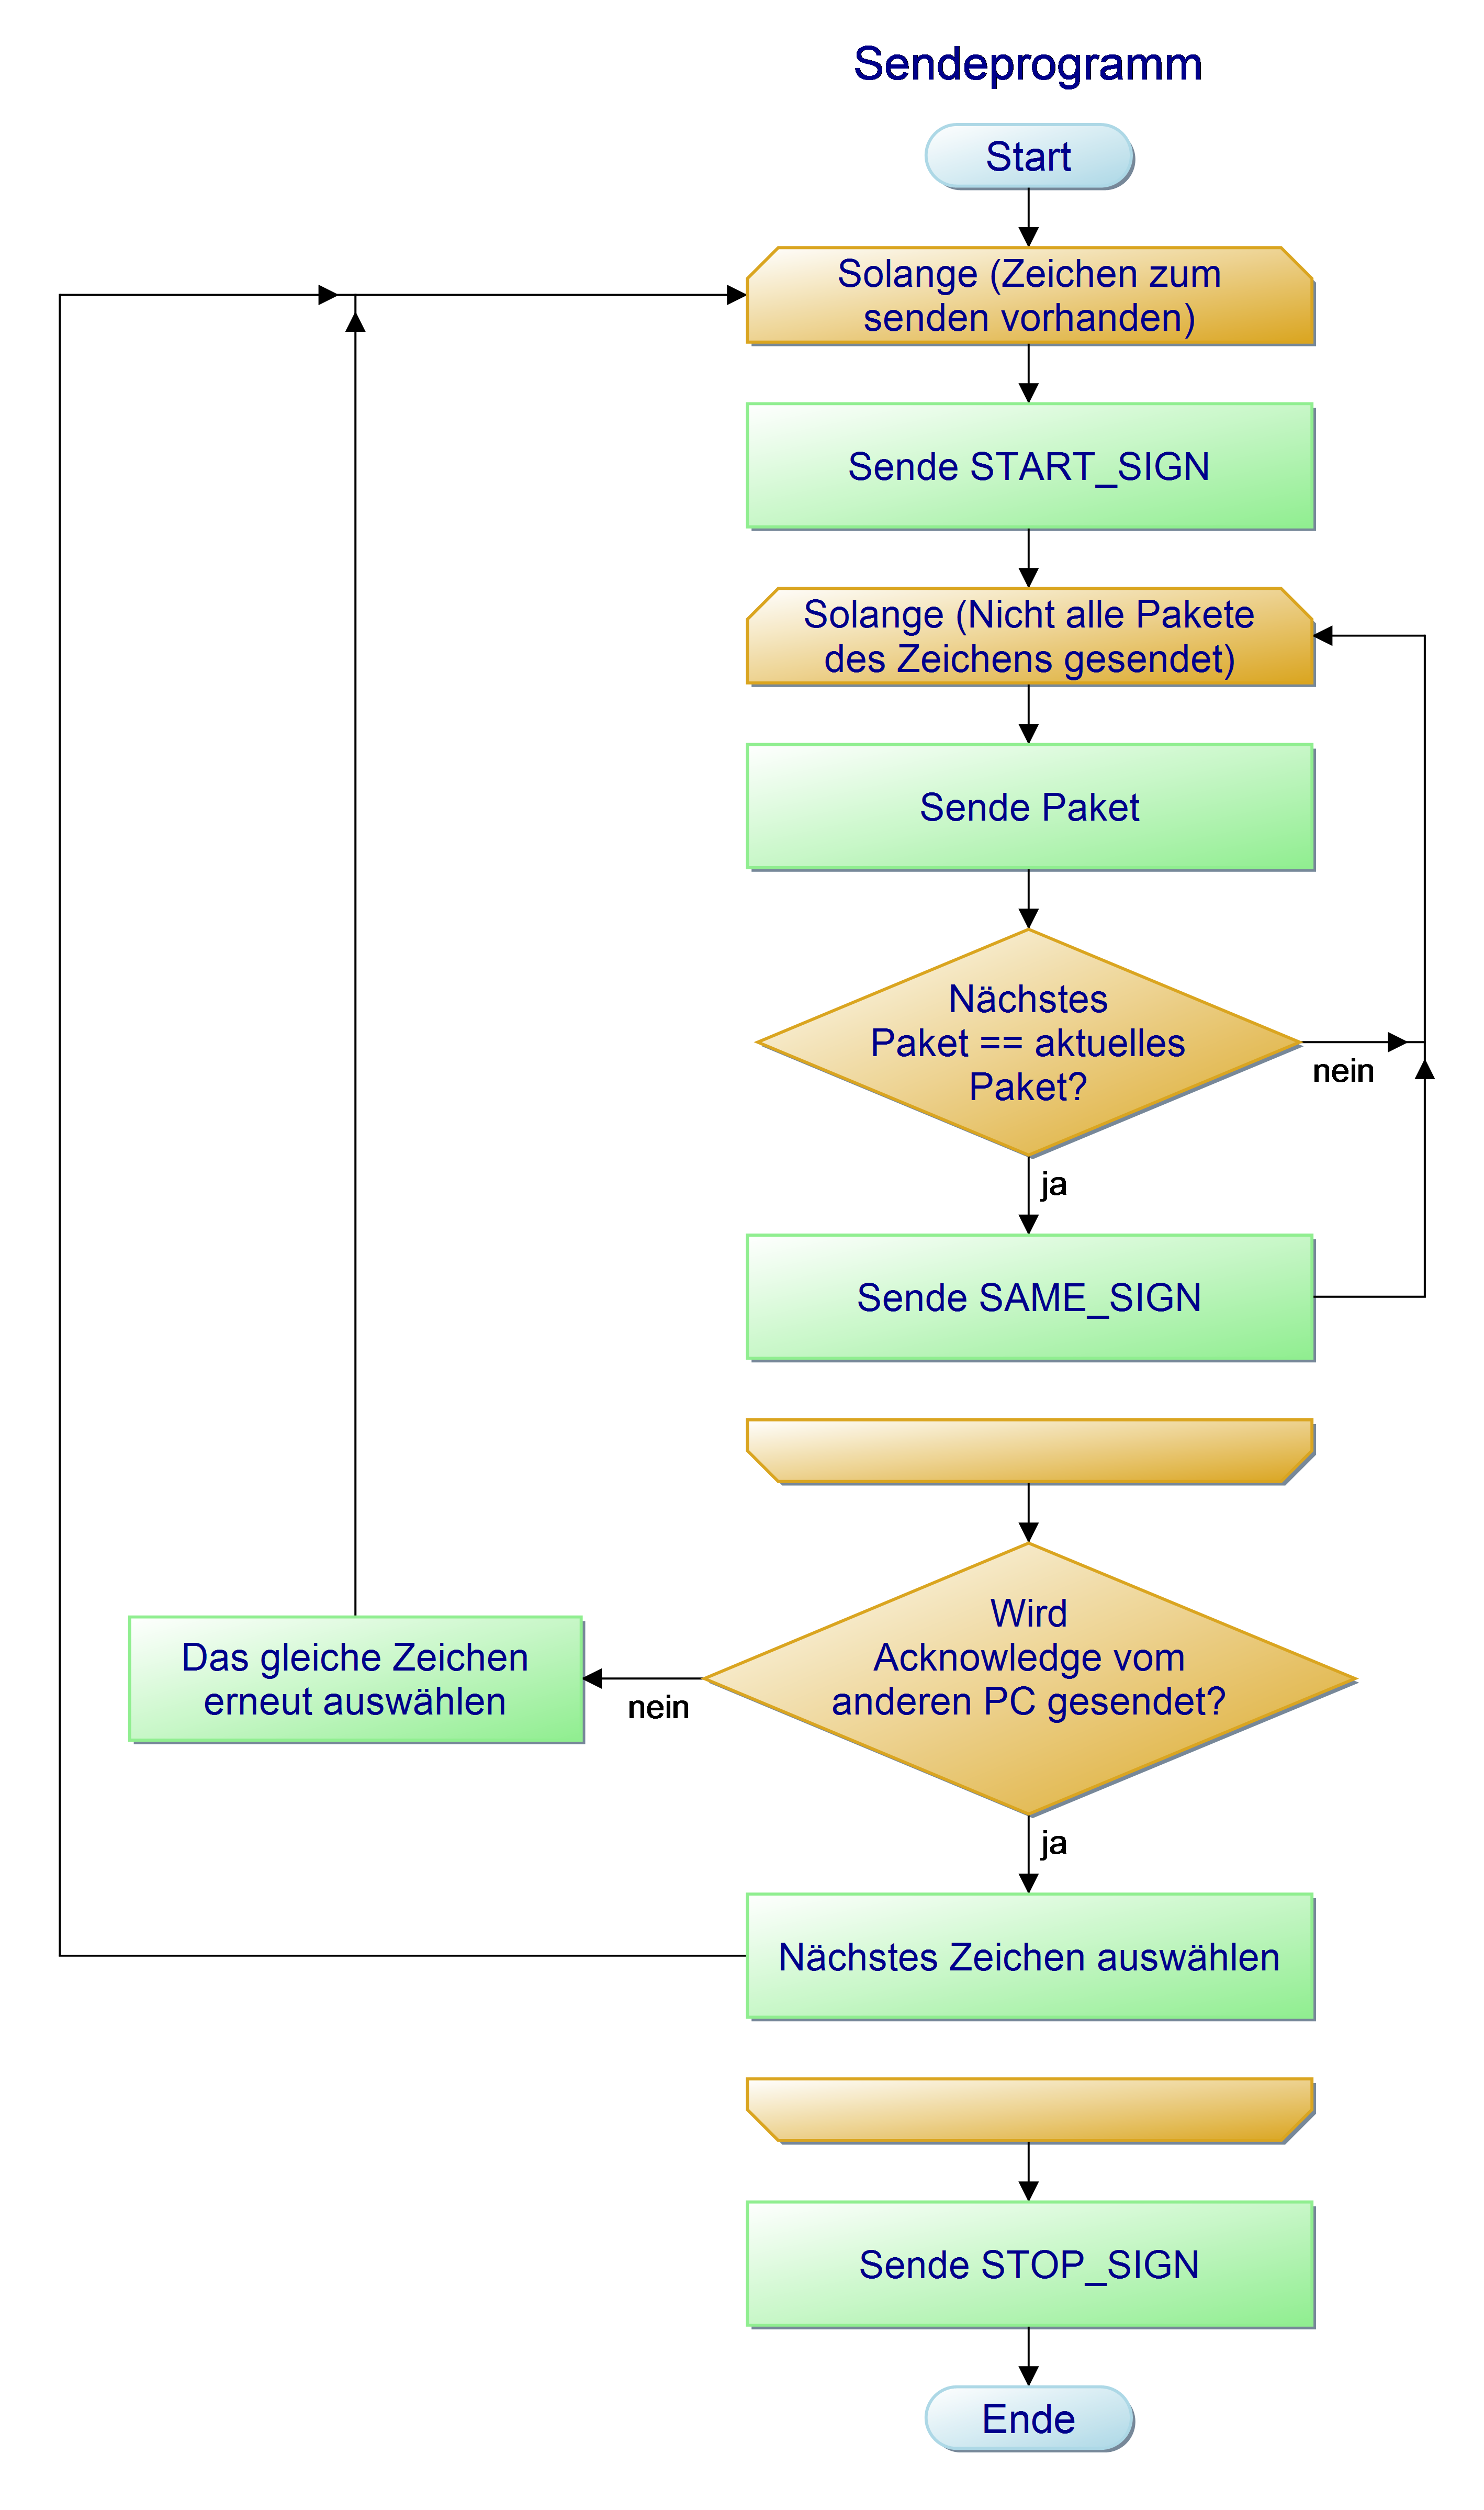 Sendeprogramm
Start
Solange (Zeichen zum
senden vorhanden)
Sende START_SIGN
Solange (Nicht alle Pakete
des Zeichens gesendet)
Sende Paket
Nächstes
Paket == aktuelles
Paket?
nein
ja
Sende SAME_SIGN
Wird
Acknowledge vom
anderen PC gesendet?
nein
Das gleiche Zeichen
erneut auswählen
ja
Nächstes Zeichen auswählen
Sende STOP_SIGN
Ende